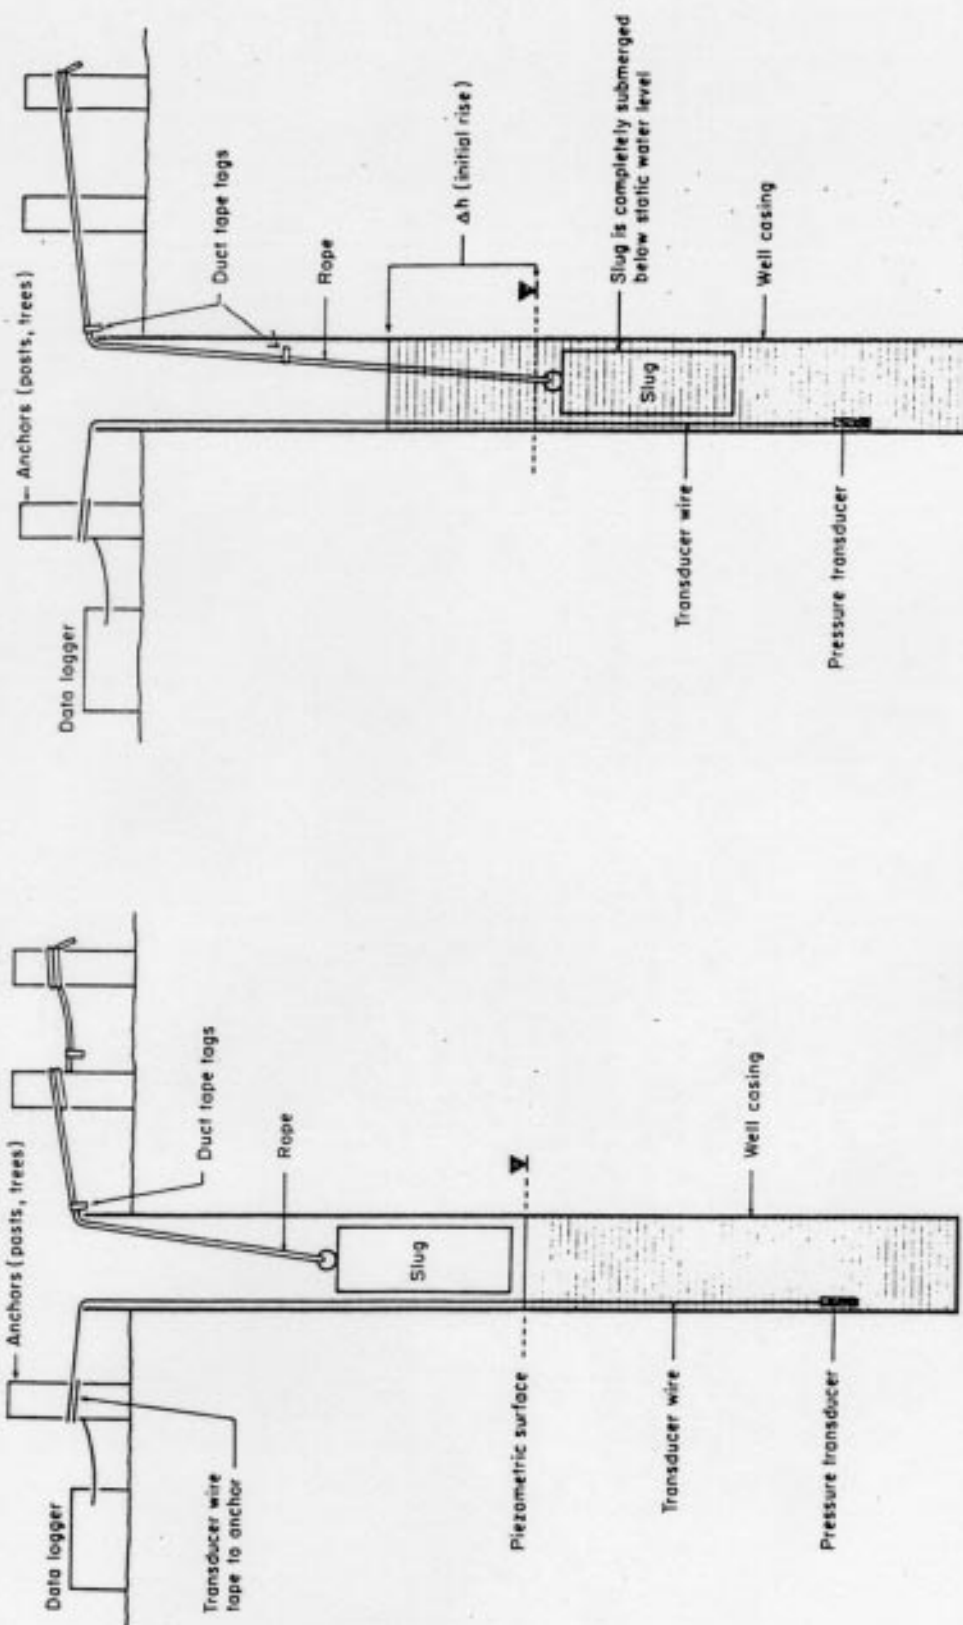 Anchors (posts, trees)
Data logger
Transducer wire
tape to anchor
Duct tape tags
Rope
Slug
Piezometric surface
Transducer wire
Well casing
Pressure transducer
Anchors (posts, trees)
Data logger
Duct tape tags
Rope
Δh (initial rise)
Slug
Slug is completely submerged
below static water level
Transducer wire
Well casing
Pressure transducer